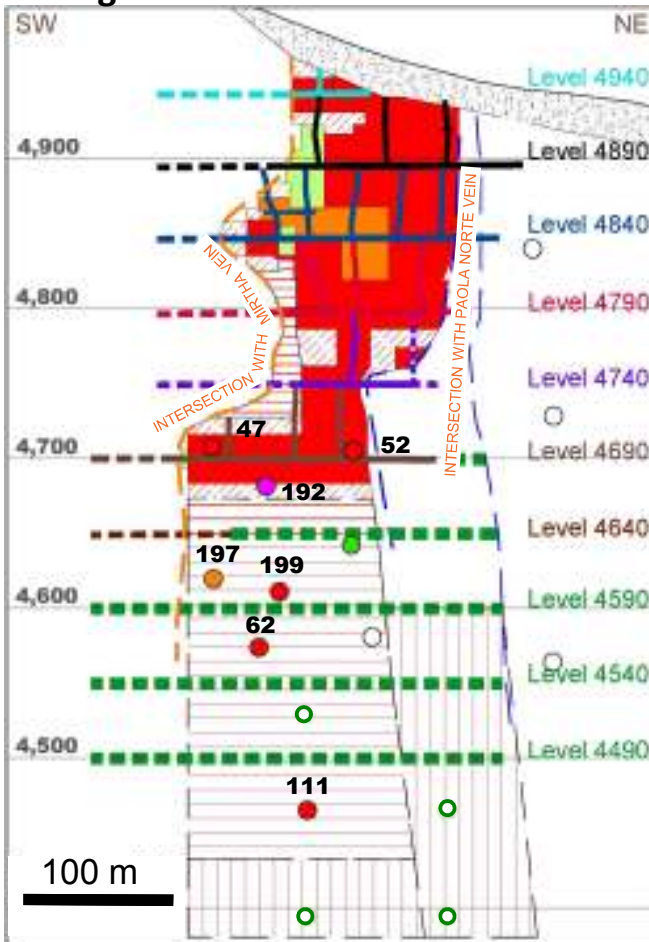 SW NE
Level 4940
4,900
Level 4890
Level 4840
INTERSECTION WITH MIRTHA VEIN
INTERSECTION WITH PAOLA NORTE VEIN
4,800
Level 4790
Level 4740
47
52
4,700
Level 4690
192
Level 4640
197
199
4,600
Level 4590
62
Level 4540
4,500
Level 4490
111
100 m